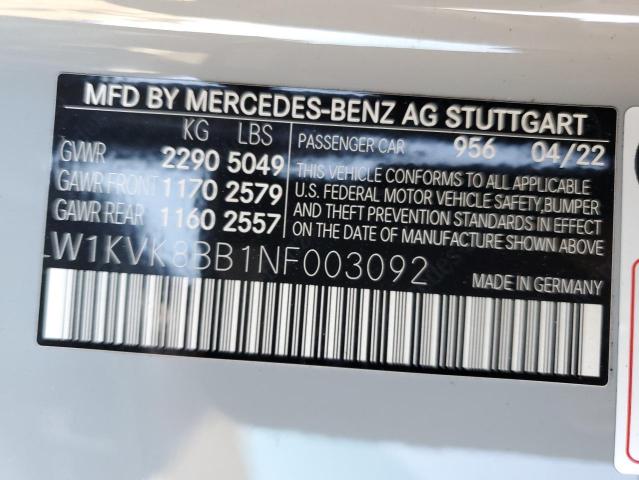 MFD BY MERCEDES-BENZ AG STUTTGART
KG LBS
GVWR 2290 5049
GAWR FRONT 1170 2579
GAWR REAR 1160 2557
PASSENGER CAR 956 04/22
THIS VEHICLE CONFORMS TO ALL APPLICABLE
U.S. FEDERAL MOTOR VEHICLE SAFETY,BUMPER
AND THEFT PREVENTION STANDARDS IN EFFECT
ON THE DATE OF MANUFACTURE SHOWN ABOVE
W1KVK8BB1NF003092
MADE IN GERMANY